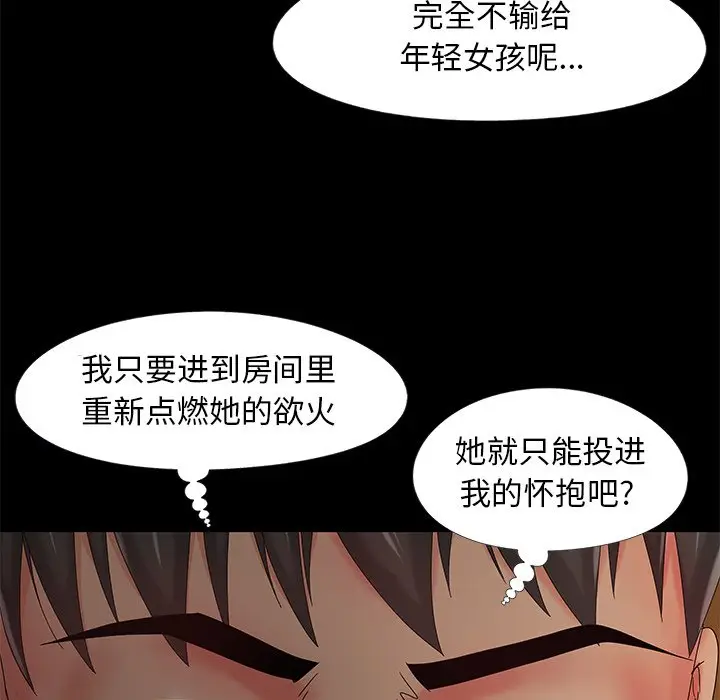 完全不输给
年轻女孩呢...
我只要进到房间里
重新点燃她的欲火
她就只能投进
我的怀抱吧?